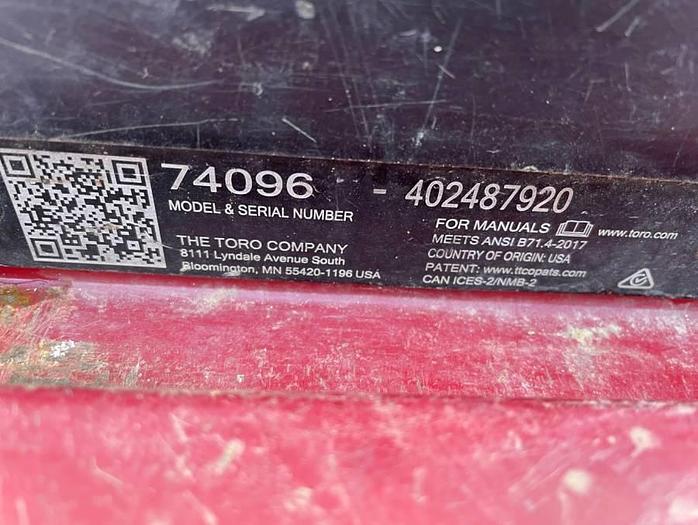 74096 - 402487920
MODEL & SERIAL NUMBER
THE TORO COMPANY
8111 Lyndale Avenue South
Bloomington, MN 55420-1196 USA
FOR MANUALS www.toro.com
MEETS ANSI B71.4-2017
COUNTRY OF ORIGIN: USA
PATENT: www.ttcopats.com
CAN ICES-2/NMB-2